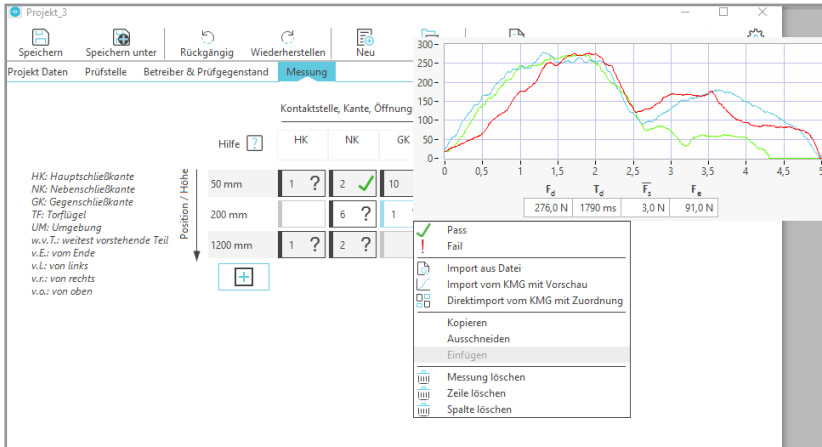 Projekt_3
Speichern Speichern unter Rückgängig Wiederherstellen Neu
Projekt Daten Prüfstelle Betreiber & Prüfgegenstand Messung
Kontaktstelle, Kante, Öffnung
Hilfe ? HK NK GK
HK: Hauptschließkante
NK: Nebenschließkante
GK: Gegenschließkante
TF: Torflügel
UM: Umgebung
w.v.T.: weitest vorstehende Teil
v.E.: vom Ende
v.l.: von links
v.r.: von rechts
v.o.: von oben
Position / Höhe
50 mm 1 ? 2 10
200 mm 6 ? 1
1200 mm 1 ? 2 ?
300
250
200
150
100
50
0
0 0,5 1 1,5 2 2,5 3 3,5 4 4,5 5
Fd Td Fs Fe
276,0 N 1790 ms 3,0 N 91,0 N
Pass
Fail
Import aus Datei
Import vom KMG mit Vorschau
Direktimport vom KMG mit Zuordnung
Kopieren
Ausschneiden
Einfügen
Messung löschen
Zeile löschen
Spalte löschen